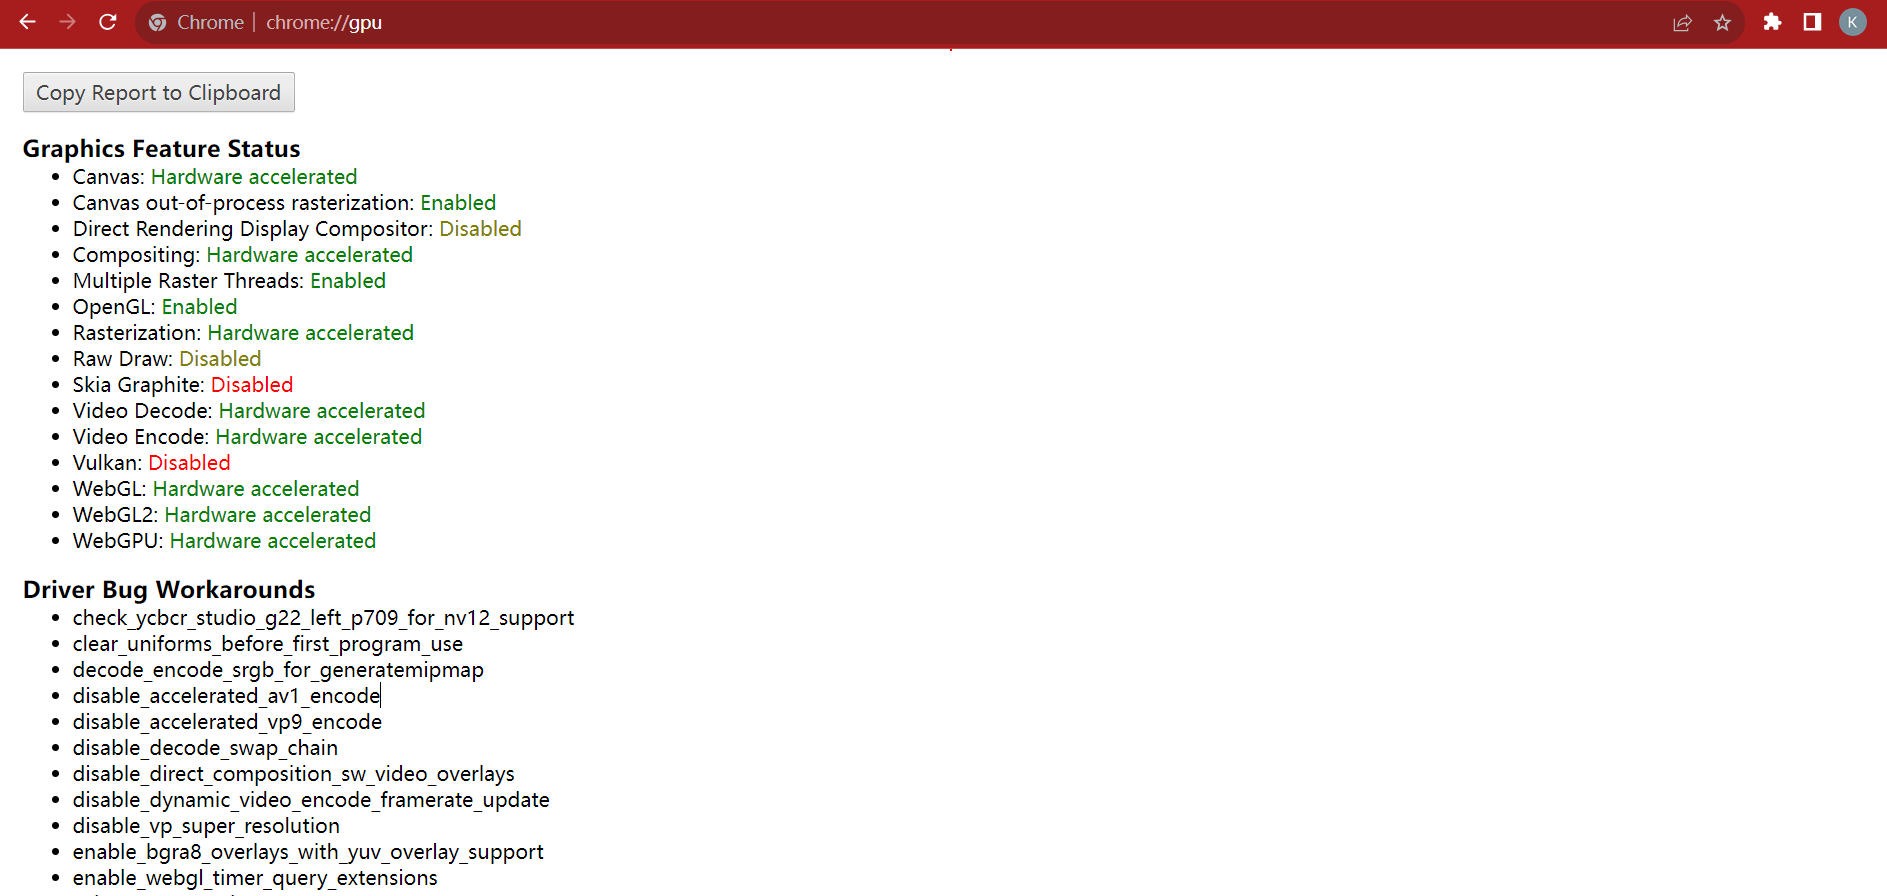 Chrome | chrome://gpu
K
Copy Report to Clipboard
Graphics Feature Status
Canvas: Hardware accelerated
Canvas out-of-process rasterization: Enabled
Direct Rendering Display Compositor: Disabled
Compositing: Hardware accelerated
Multiple Raster Threads: Enabled
OpenGL: Enabled
Rasterization: Hardware accelerated
Raw Draw: Disabled
Skia Graphite: Disabled
Video Decode: Hardware accelerated
Video Encode: Hardware accelerated
Vulkan: Disabled
WebGL: Hardware accelerated
WebGL2: Hardware accelerated
WebGPU: Hardware accelerated
Driver Bug Workarounds
check_ycbcr_studio_g22_left_p709_for_nv12_support
clear_uniforms_before_first_program_use
decode_encode_srgb_for_generatemipmap
disable_accelerated_av1_encode
disable_accelerated_vp9_encode
disable_decode_swap_chain
disable_direct_composition_sw_video_overlays
disable_dynamic_video_encode_framerate_update
disable_vp_super_resolution
enable_bgra8_overlays_with_yuv_overlay_support
enable_webgl_timer_query_extensions